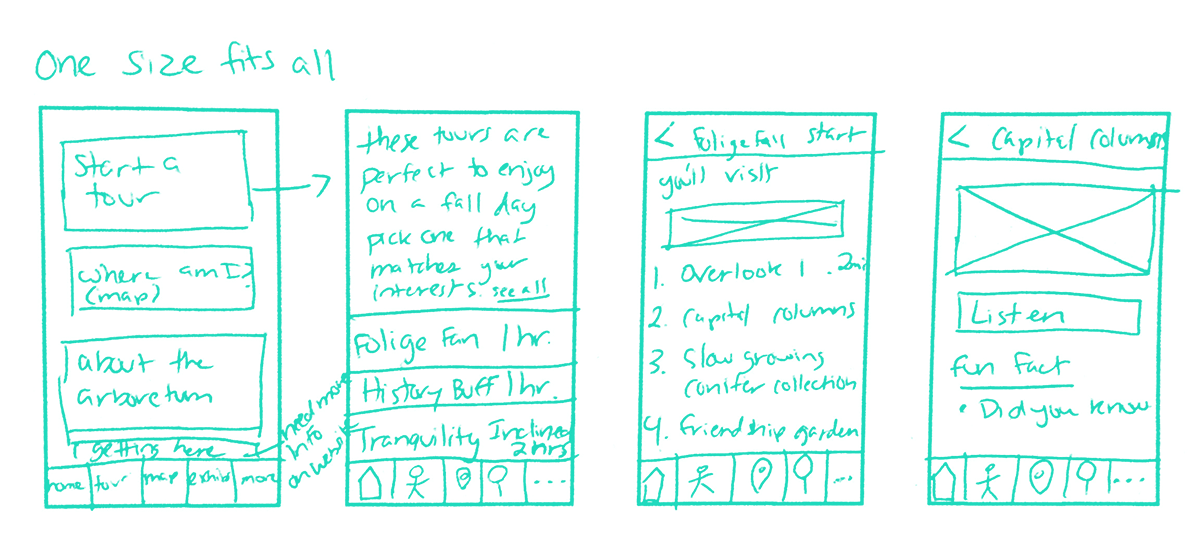 One size fits all
Start a
tour
where am I?
(map)
about the
arboretum
getting here
need more
info
on website
home tour map exhibit more
these tours are
perfect to enjoy
on a fall day
pick one that
matches your
interests. see all
Folige Fan 1 hr.
History Buff 1 hr.
Tranquility Inclined
2 hrs
...
< Folige Fall start
you'll visit
1. Overlook 1 . 2mi
2. Capitel columns
3. Slow growing
conifer collection
4. friendship garden
...
< Capital Columns
Listen
fun fact
• Did you know
...